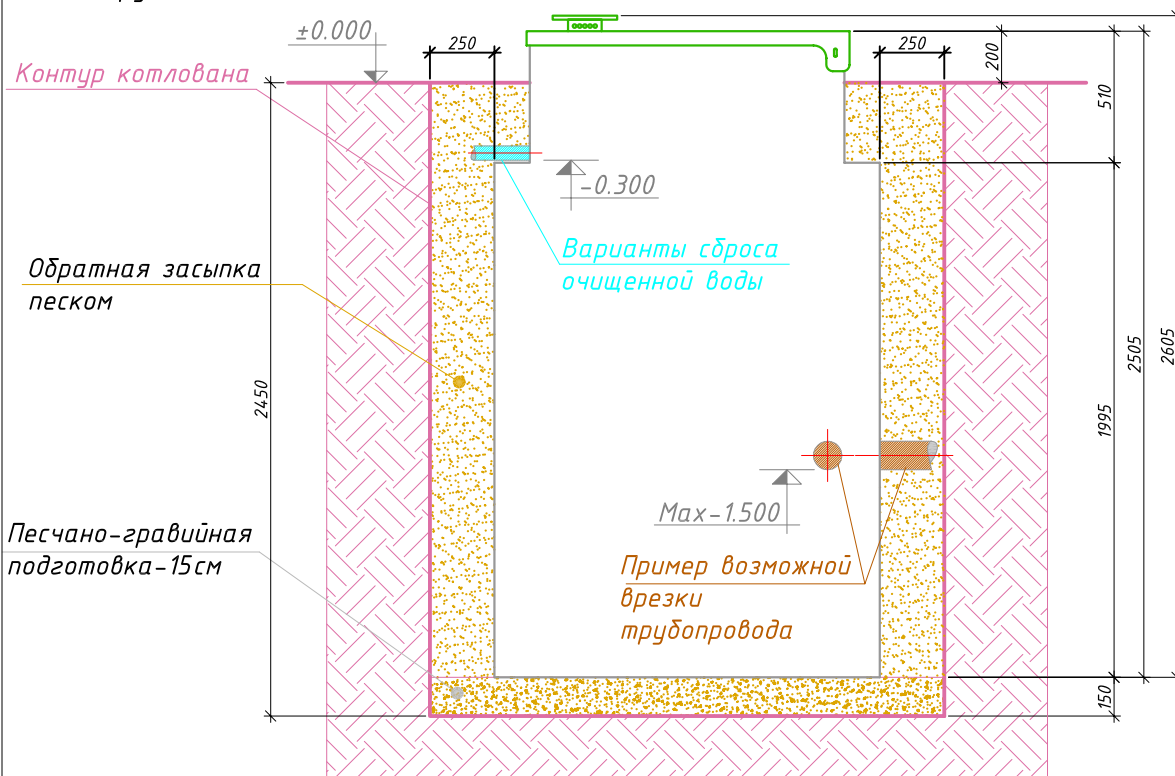 ±0.000
250
250
200
510
Контур котлована
-0.300
Варианты сброса
очищенной воды
Обратная засыпка
песком
2450
2505
2605
1995
Max-1.500
Песчано-гравийная
подготовка-15см
Пример возможной
врезки
трубопровода
150